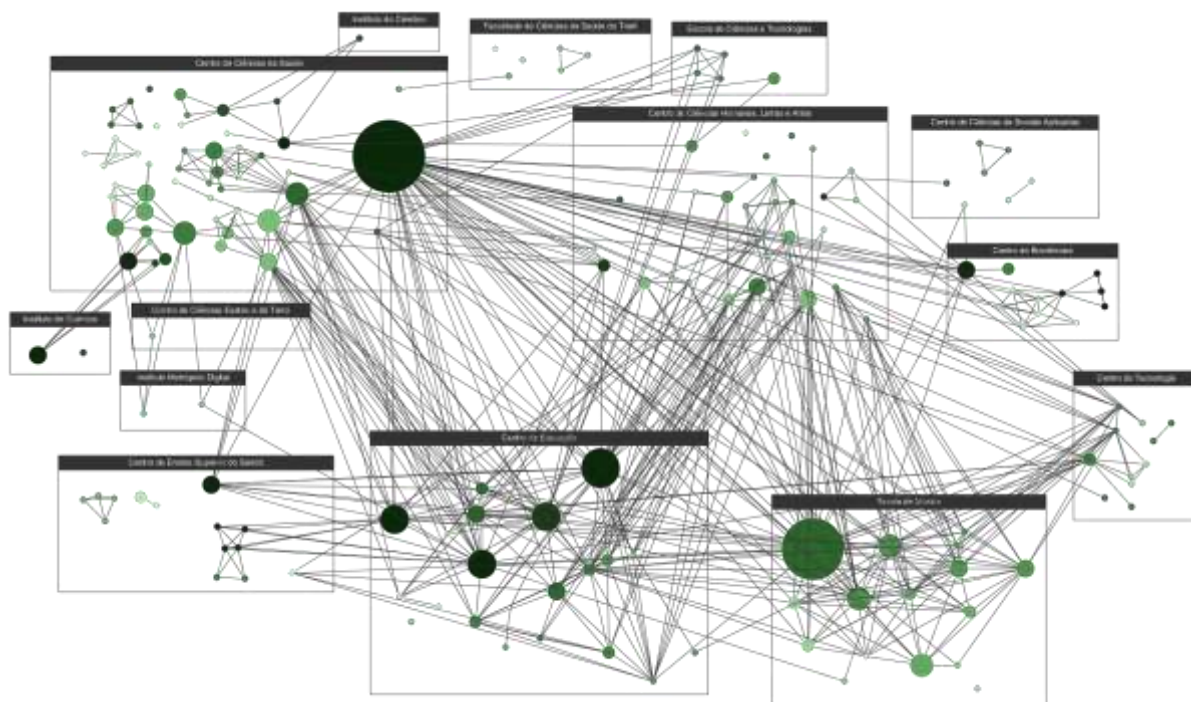 Instituto do Cérebro
Faculdade de Ciências da Saúde do Trairi
Escola de Ciências e Tecnologia
Centro de Ciências da Saúde
Centro de Ciências Humanas, Letras e Artes
Centro de Ciências Sociais Aplicadas
Centro de Biociências
Centro de Ciências Exatas e da Terra
Instituto de Química
Instituto Metrópole Digital
Centro de Tecnologia
Centro de Educação
Centro de Ensino Superior do Seridó
Escola de Música